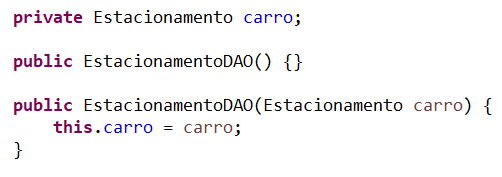 private Estacionamento carro;
public EstacionamentoDAO() {}
public EstacionamentoDAO(Estacionamento carro) {
this.carro = carro;
}